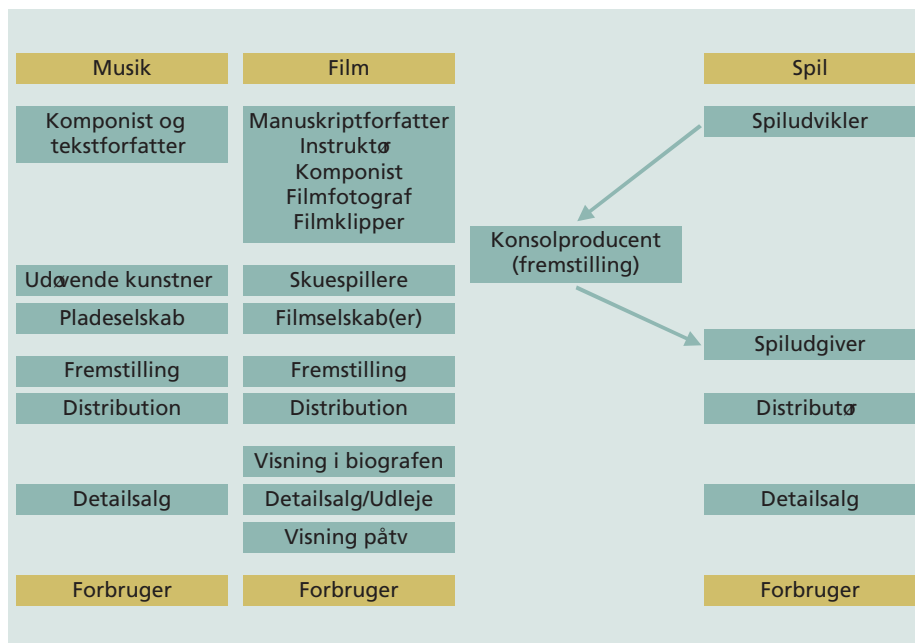 Musik
Film
Spil
Komponist og
tekstforfatter
Manuskriptforfatter
Instruktør
Komponist
Filmfotograf
Filmklipper
Spiludvikler
Konsolproducent
(fremstilling)
Udøvende kunstner
Skuespillere
Pladeselskab
Filmselskab(er)
Spiludgiver
Fremstilling
Fremstilling
Distribution
Distribution
Distributør
Visning i biografen
Detailsalg
Detailsalg/Udleje
Detailsalg
Visning påtv
Forbruger
Forbruger
Forbruger